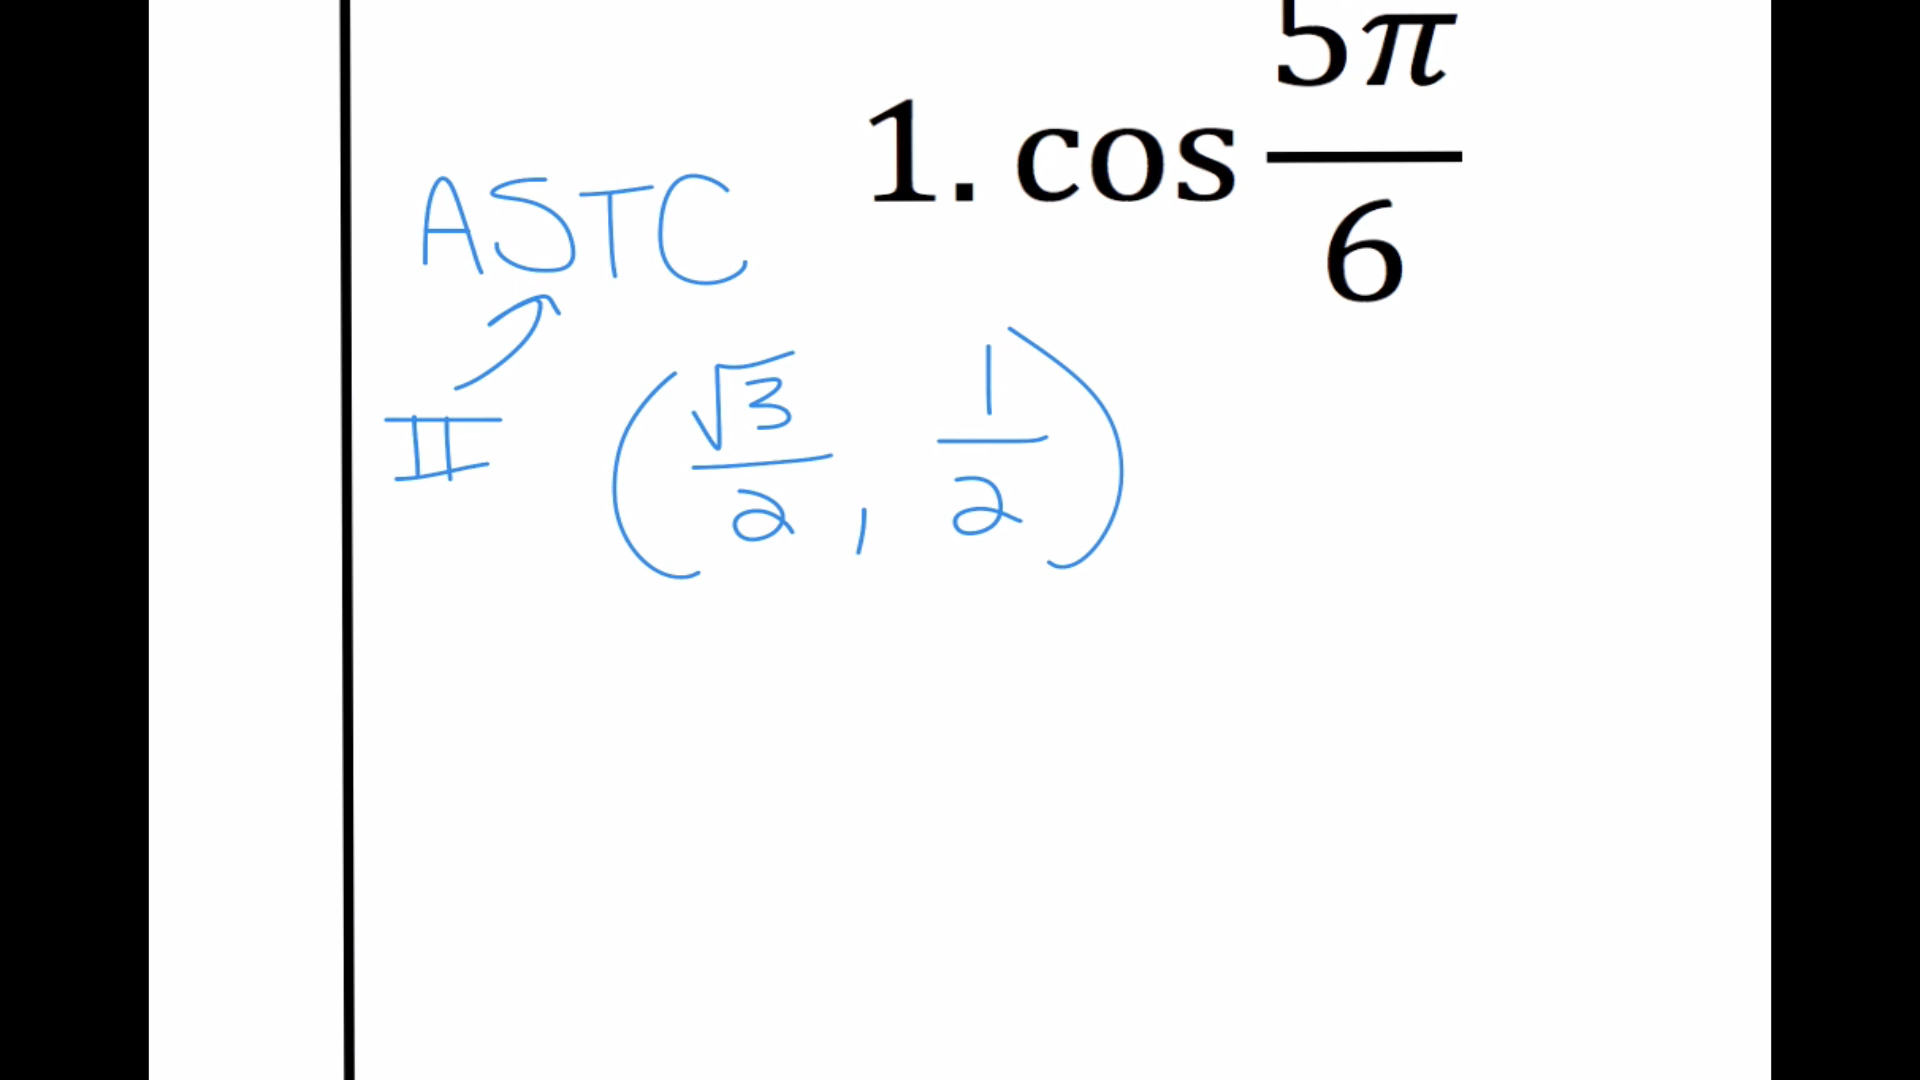 1. cos 5π/6
ASTC
II (√3/2, 1/2)